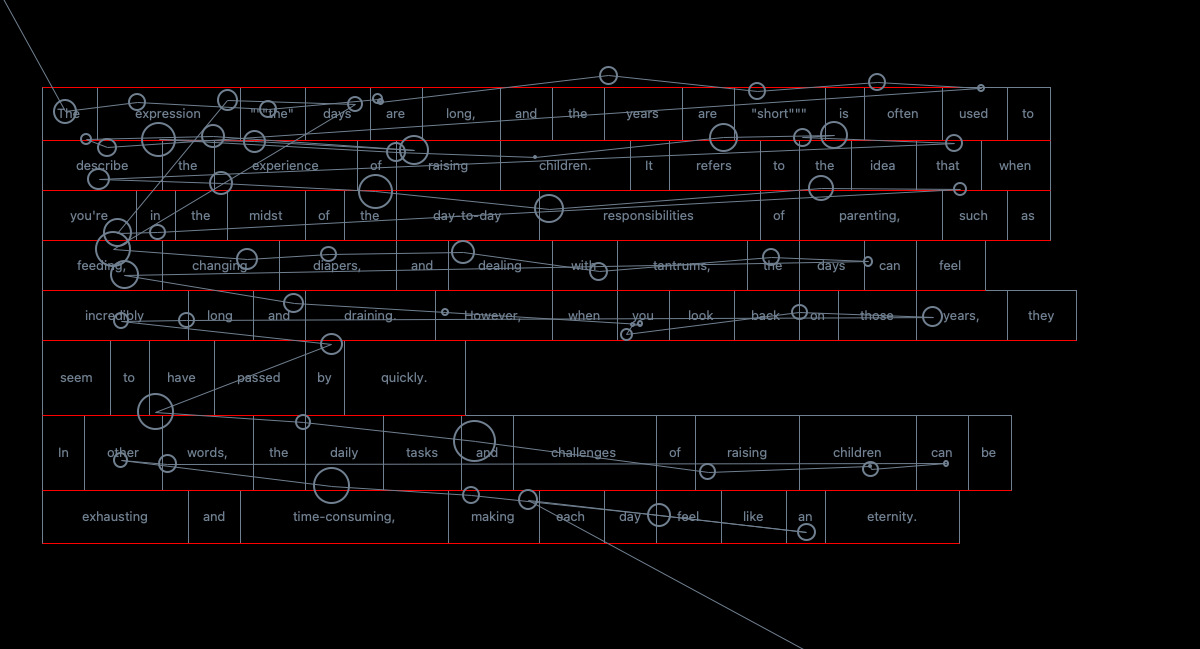 The expression """the" days are long, and the years are "short""" is often used to
describe the experience of raising children. It refers to the idea that when
you're in the midst of the day-to-day responsibilities of parenting, such as
feeding, changing diapers, and dealing with tantrums, the days can feel
incredibly long and draining. However, when you look back on those years, they
seem to have passed by quickly.
In other words, the daily tasks and challenges of raising children can be
exhausting and time-consuming, making each day feel like an eternity.